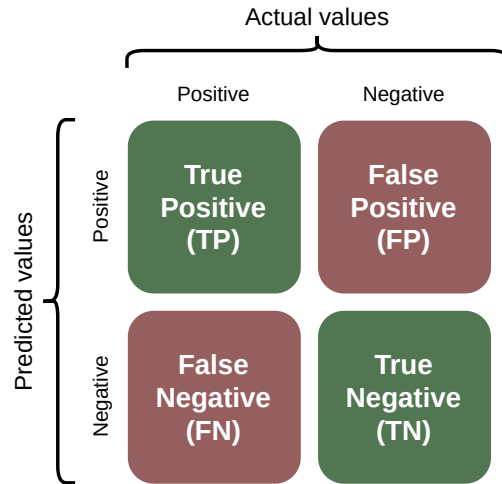 Actual values
Positive
Negative
Predicted values
Positive
True
Positive
(TP)
False
Positive
(FP)
Negative
False
Negative
(FN)
True
Negative
(TN)